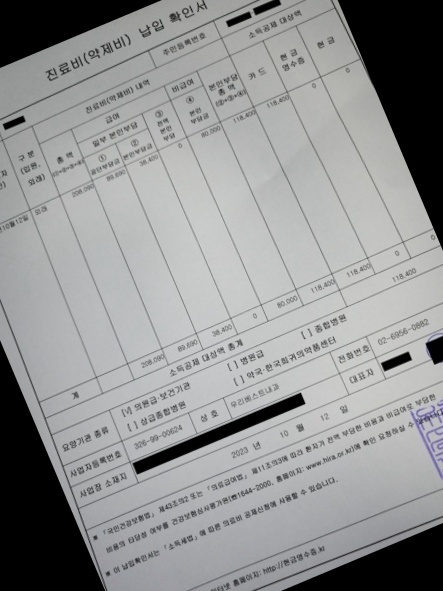 진료비(약제비) 납입 확인서
주민등록번호
진료비(약제비) 내역
소득공제 대상액
구 분
(입원,
외래)
총 액
(①+②+③+④)
급여
일부 본인부담
①
공단부담금
②
본인부담금
③
전액
본인
부담
비급여
④
본인
부담금
본인부담
총 액
(②+③+④)
카 드
현 금
영수증
현 금
10월12일 외래 208,090 89,690 38,400 0 80,000 118,400 118,400 0 0
계 208,090 89,690 38,400 0 80,000 118,400 118,400 0 0
소득공제 대상액 총계 118,400
요양기관 종류
[√] 의원급·보건기관 [ ] 병원급 [ ] 종합병원
[ ] 상급종합병원 [ ] 약국·한국희귀의약품센터
사업자등록번호 326-99-00624 상 호 우리베스트내과 전화번호 02-6956-0882
사업장 소재지 대표자
2023 년 10 월 12 일
* 「국민건강보험법」 제43조의2 또는 「의료급여법」 제11조의3에 따라 환자가 전액 부담한 비용과 비급여로 부담한
비용의 타당성 여부를 건강보험심사평가원(☎1644-2000, 홈페이지: www.hira.or.kr)에 확인 요청하실 수
* 이 납입확인서는 「소득세법」에 따른 의료비 공제신청에 사용할 수 있습니다.
인터넷 홈페이지: http://현금영수증.kr